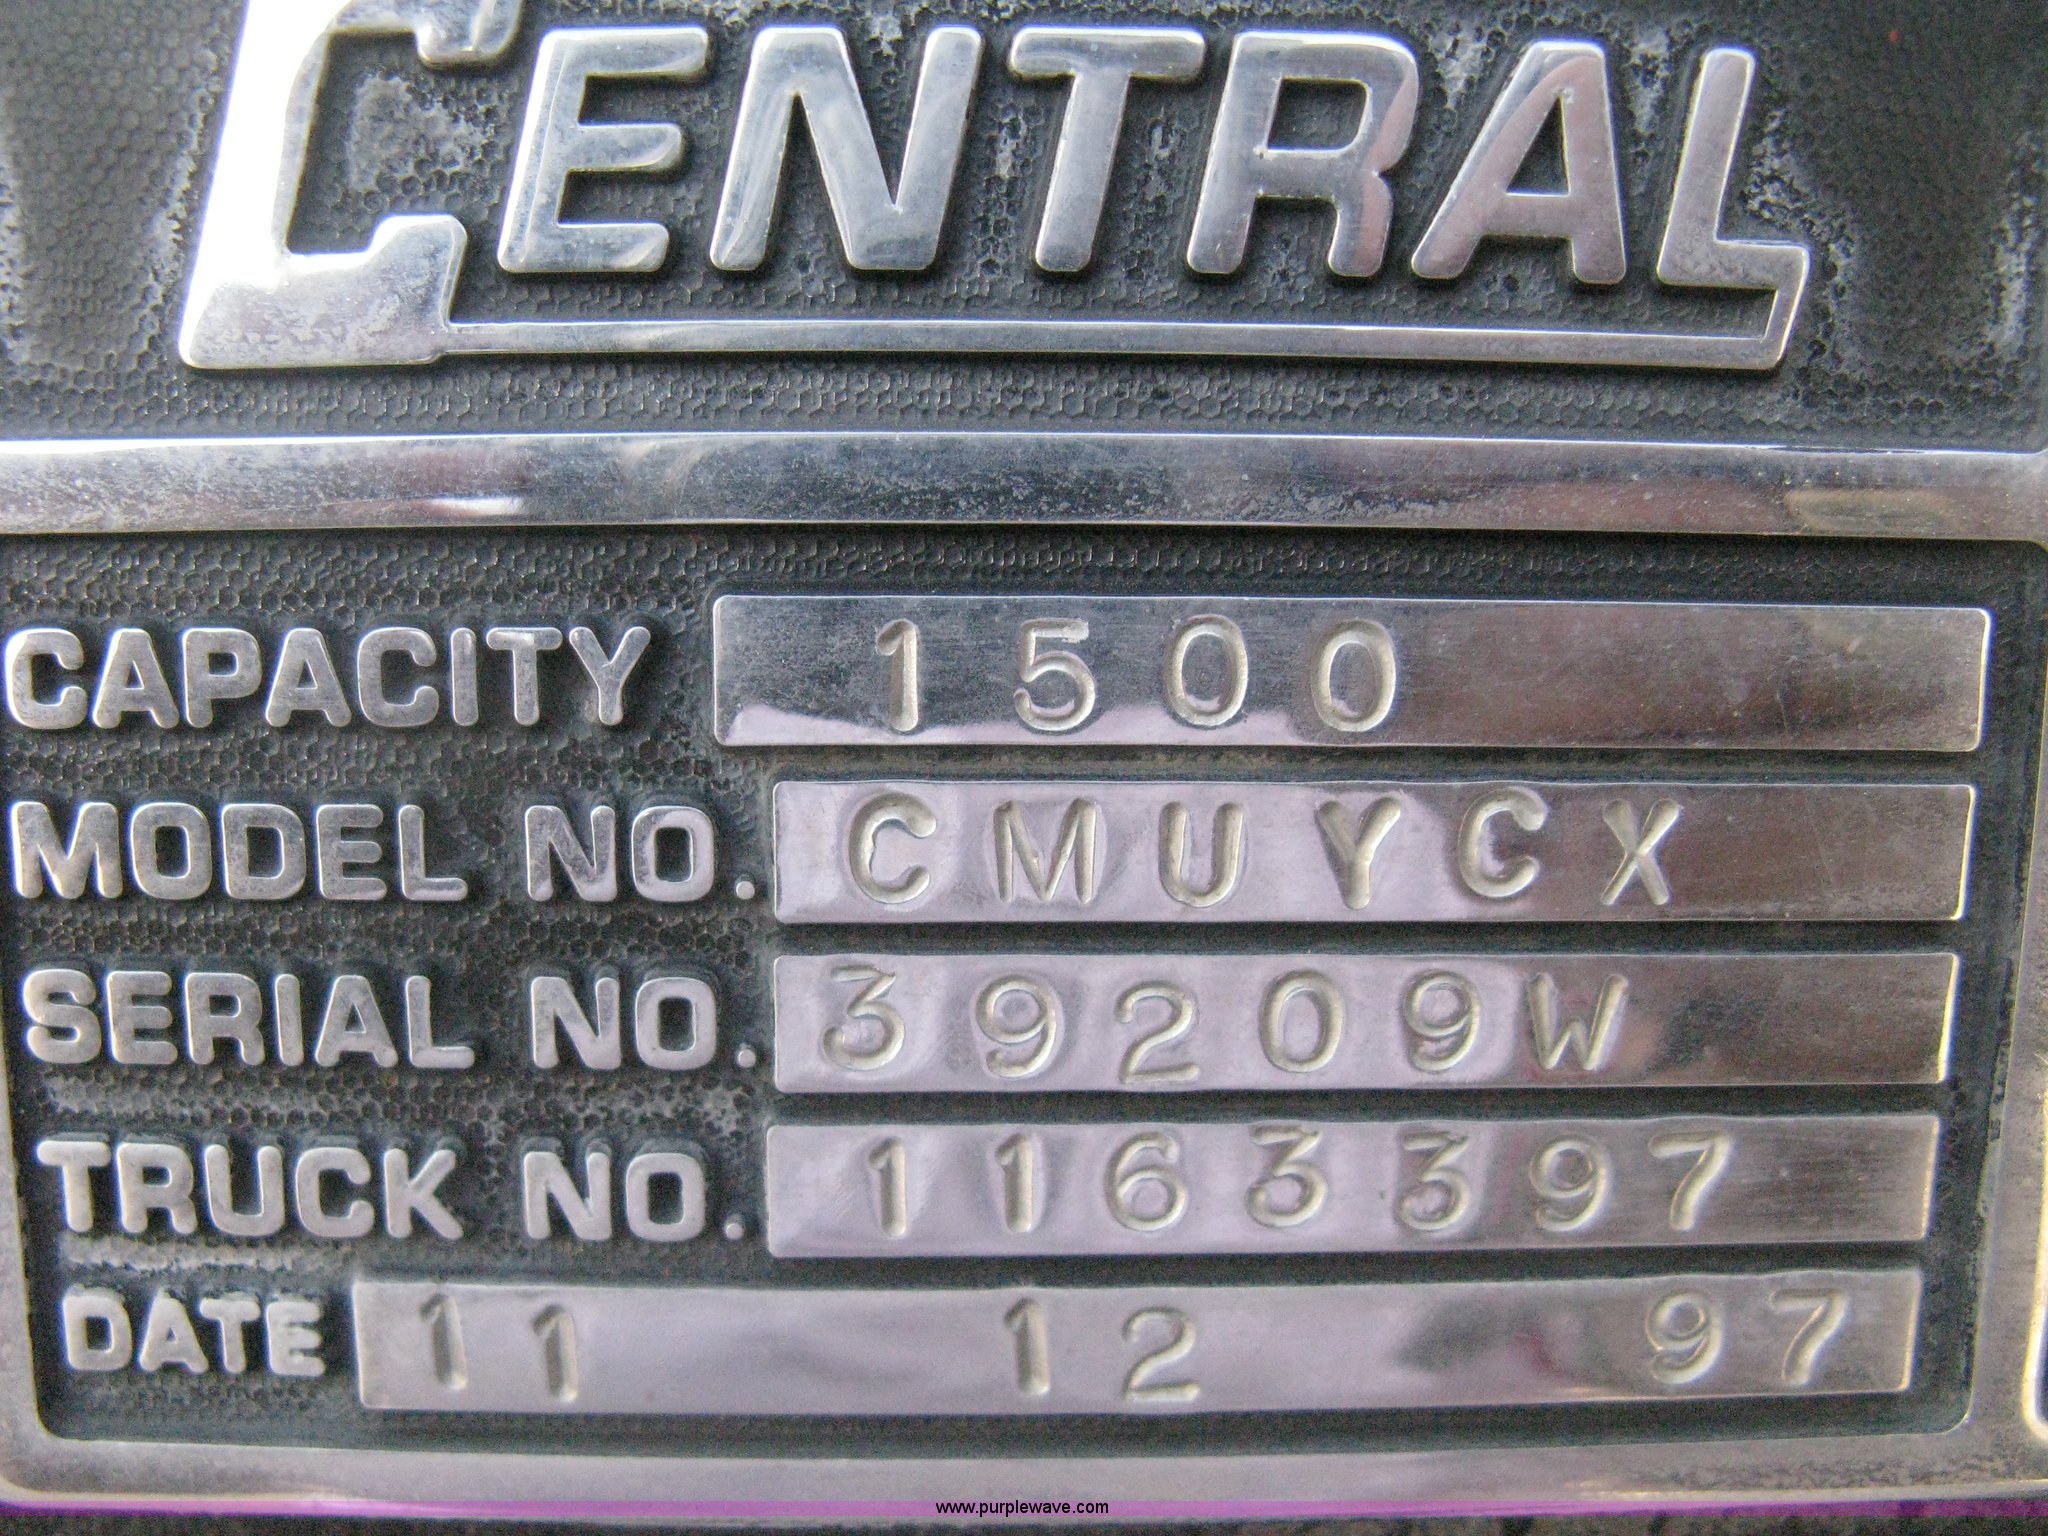 CENTRAL
CAPACITY 1500
MODEL NO. CMUYCX
SERIAL NO. 39209W
TRUCK NO. 1163397
DATE 11 12 97
www.purplewave.com